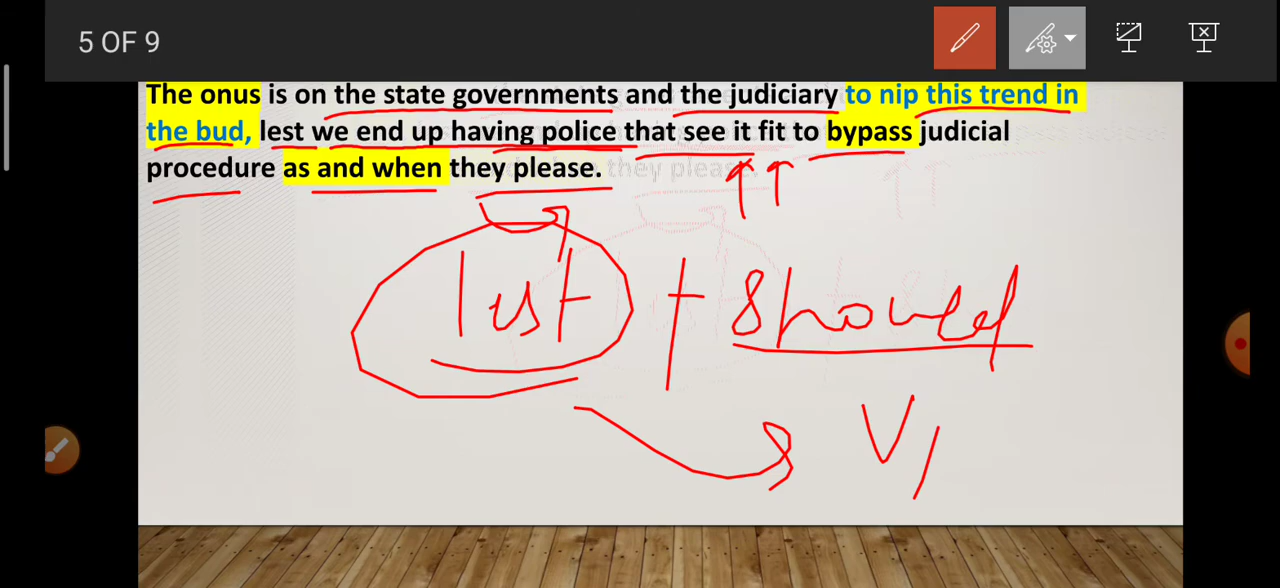 5 OF 9
The onus is on the state governments and the judiciary to nip this trend in
the bud, lest we end up having police that see it fit to bypass judicial
procedure as and when they please.
lest + should
V1